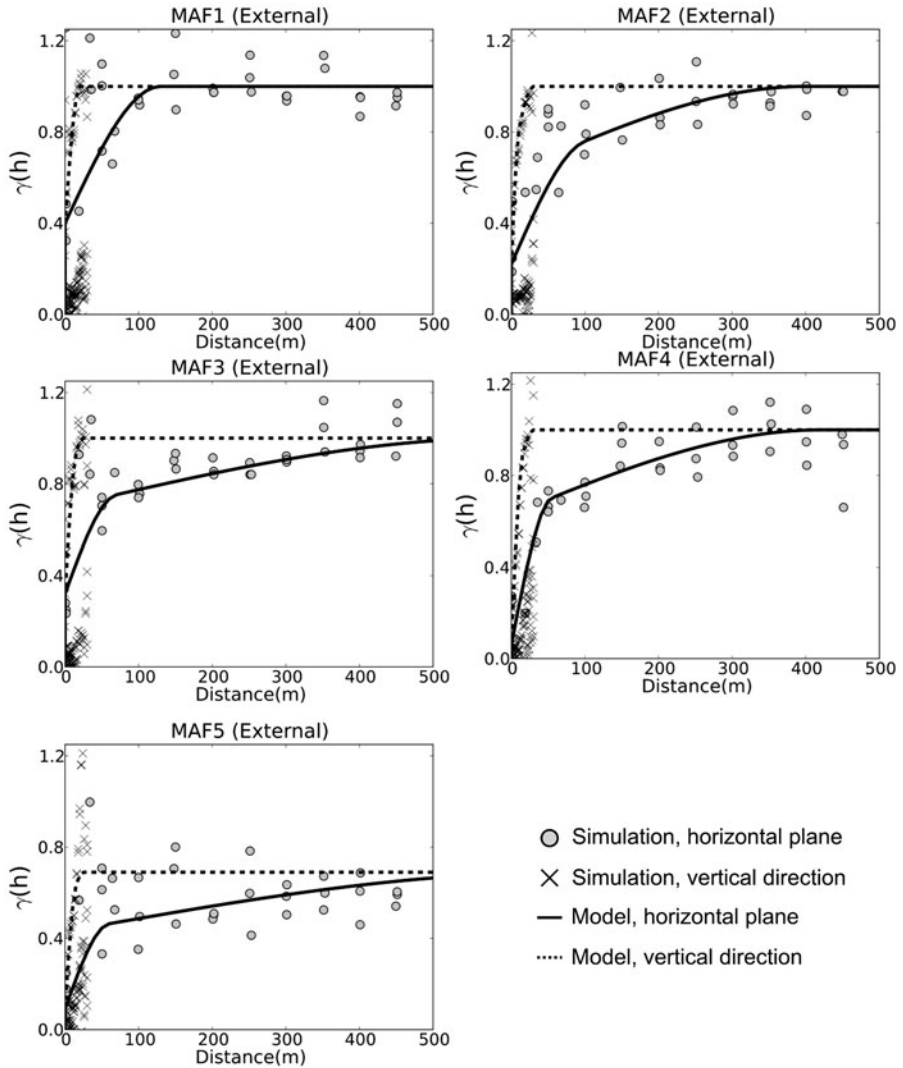 MAF1 (External)
γ(h)
1.2
0.8
0.4
0.0
0 100 200 300 400 500
Distance(m)
MAF2 (External)
γ(h)
1.2
0.8
0.4
0.0
0 100 200 300 400 500
Distance(m)
MAF3 (External)
γ(h)
1.2
0.8
0.4
0.0
0 100 200 300 400 500
Distance(m)
MAF4 (External)
γ(h)
1.2
0.8
0.4
0.0
0 100 200 300 400 500
Distance(m)
MAF5 (External)
γ(h)
1.2
0.8
0.4
0.0
0 100 200 300 400 500
Distance(m)
Simulation, horizontal plane
Simulation, vertical direction
Model, horizontal plane
Model, vertical direction